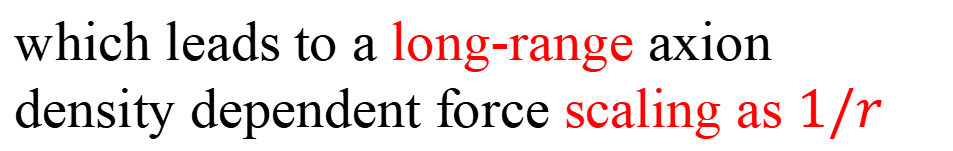 which leads to a long-range axion
density dependent force scaling as 1/r